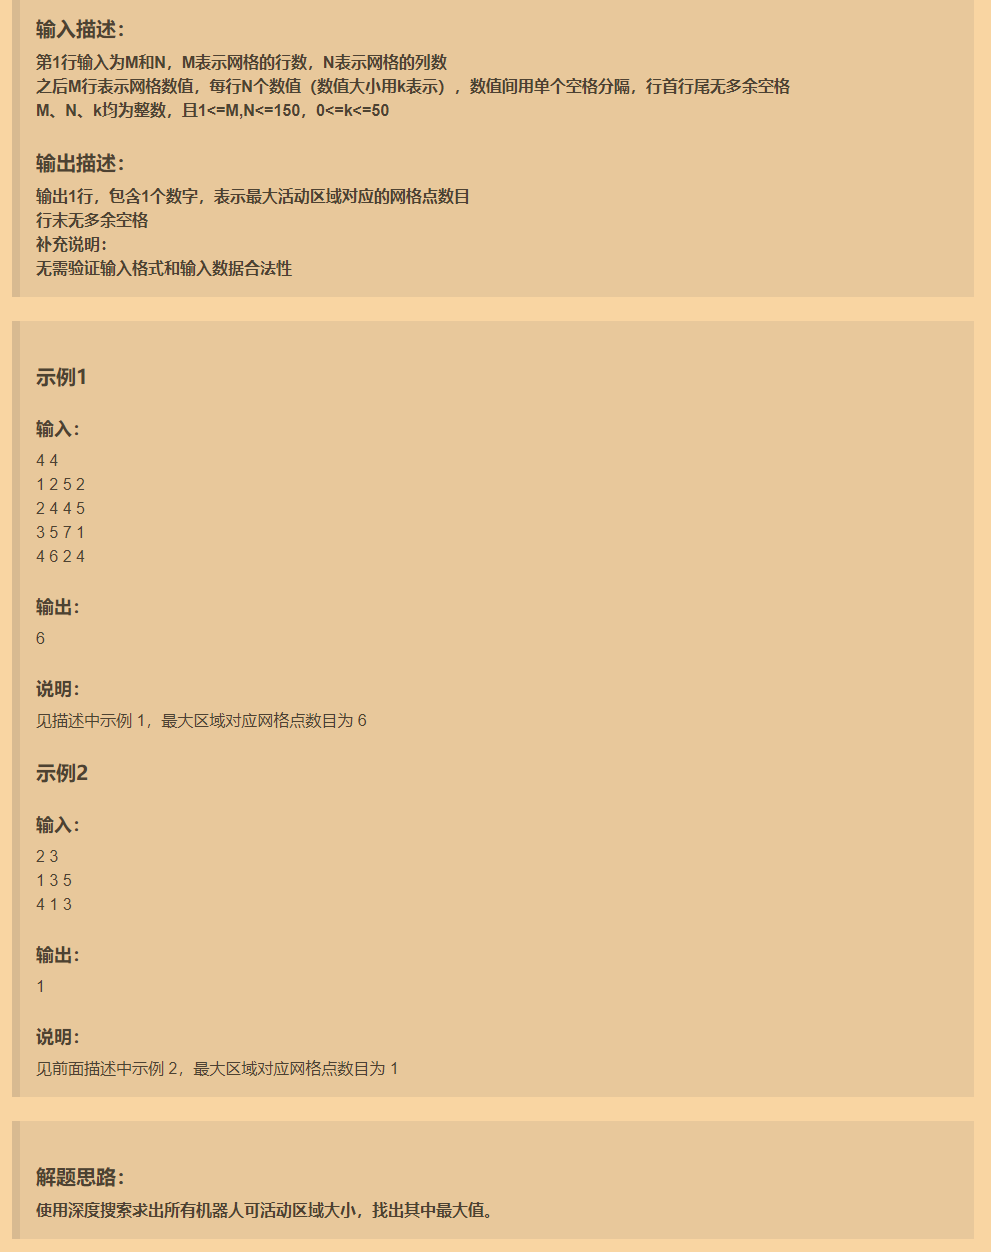 输入描述：
第1行输入为M和N，M表示网格的行数，N表示网格的列数
之后M行表示网格数值，每行N个数值（数值大小用k表示），数值间用单个空格分隔，行首行尾无多余空格
M、N、k均为整数，且1<=M,N<=150，0<=k<=50
输出描述：
输出1行，包含1个数字，表示最大活动区域对应的网格点数目
行末无多余空格
补充说明：
无需验证输入格式和输入数据合法性
示例1
输入：
4 4
1 2 5 2
2 4 4 5
3 5 7 1
4 6 2 4
输出：
6
说明：
见描述中示例 1，最大区域对应网格点数目为 6
示例2
输入：
2 3
1 3 5
4 1 3
输出：
1
说明：
见前面描述中示例 2，最大区域对应网格点数目为 1
解题思路：
使用深度搜索求出所有机器人可活动区域大小，找出其中最大值。